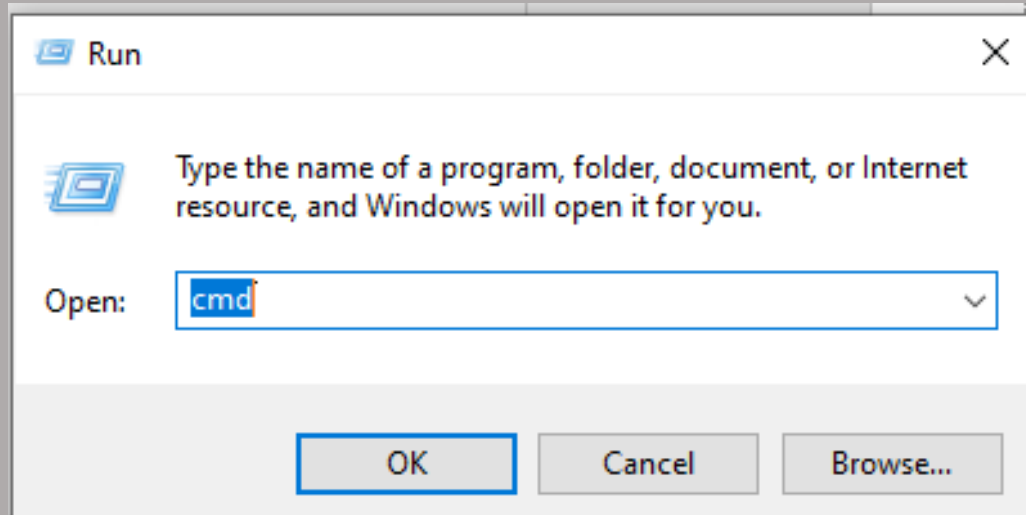 Run
Type the name of a program, folder, document, or Internet
resource, and Windows will open it for you.
Open: cmd
OK Cancel Browse...